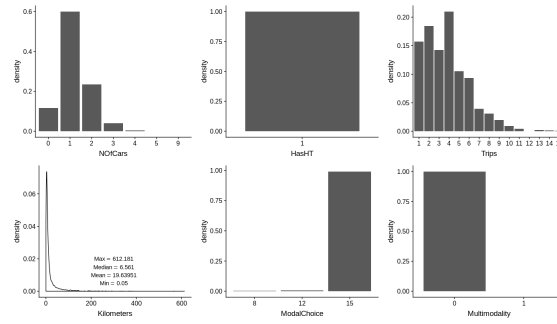 0.6
0.4
0.2
0.0
density
0 1 2 3 4 5 9
NOfCars
1.00
0.75
0.50
0.25
0.00
density
1
HasHT
0.20
0.15
0.10
0.05
0.00
density
1 2 3 4 5 6 7 8 9 10 11 12 13 14
Trips
0.06
0.04
0.02
0.00
density
Max = 612.181
Median = 6.561
Mean = 19.63951
Min = 0.05
0 200 400 600
Kilometers
1.00
0.75
0.50
0.25
0.00
density
8 12 15
ModalChoice
1.00
0.75
0.50
0.25
0.00
density
0 1
Multimodality